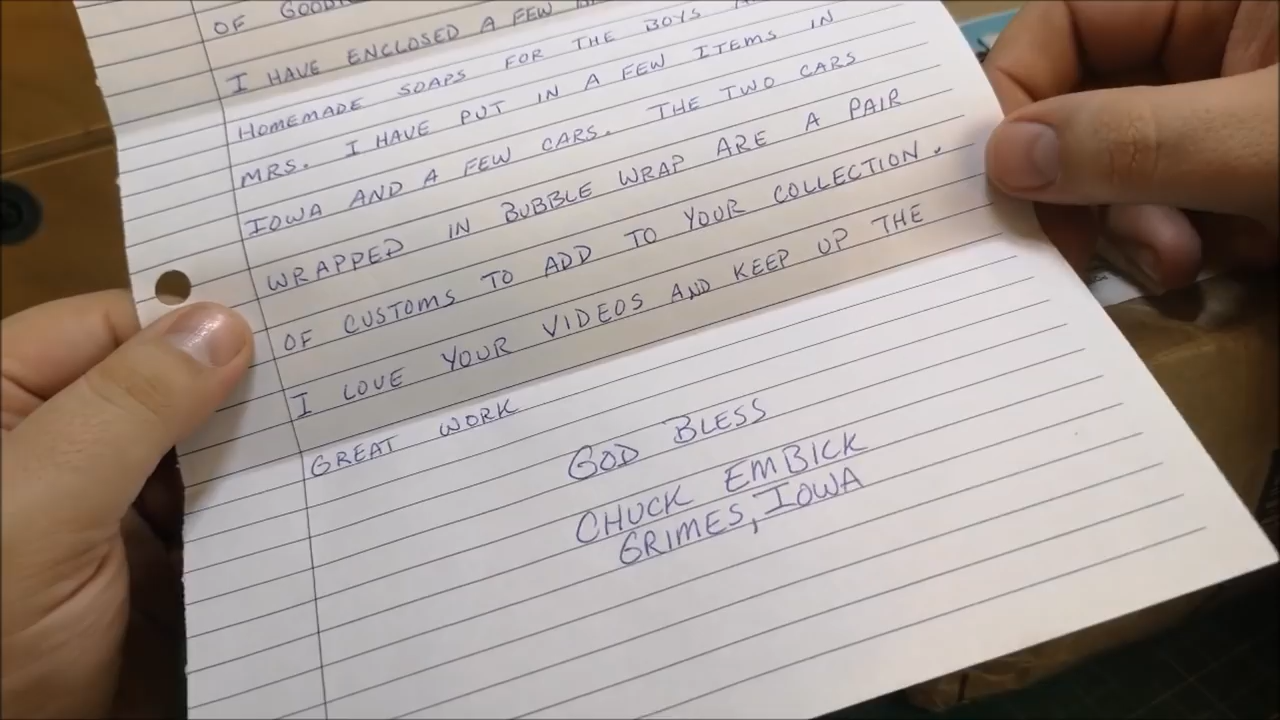 OF
I HAVE ENCLOSED A FEW
HOMEMADE SOAPS FOR THE BOYS
MRS. I HAVE PUT IN A FEW ITEMS IN
IOWA AND A FEW CARS. THE TWO CARS
WRAPPED IN BUBBLE WRAP ARE A PAIR
OF CUSTOMS TO ADD TO YOUR COLLECTION.
I LOVE YOUR VIDEOS AND KEEP UP THE
GREAT WORK
GOD BLESS
CHUCK EMBICK
GRIMES, IOWA